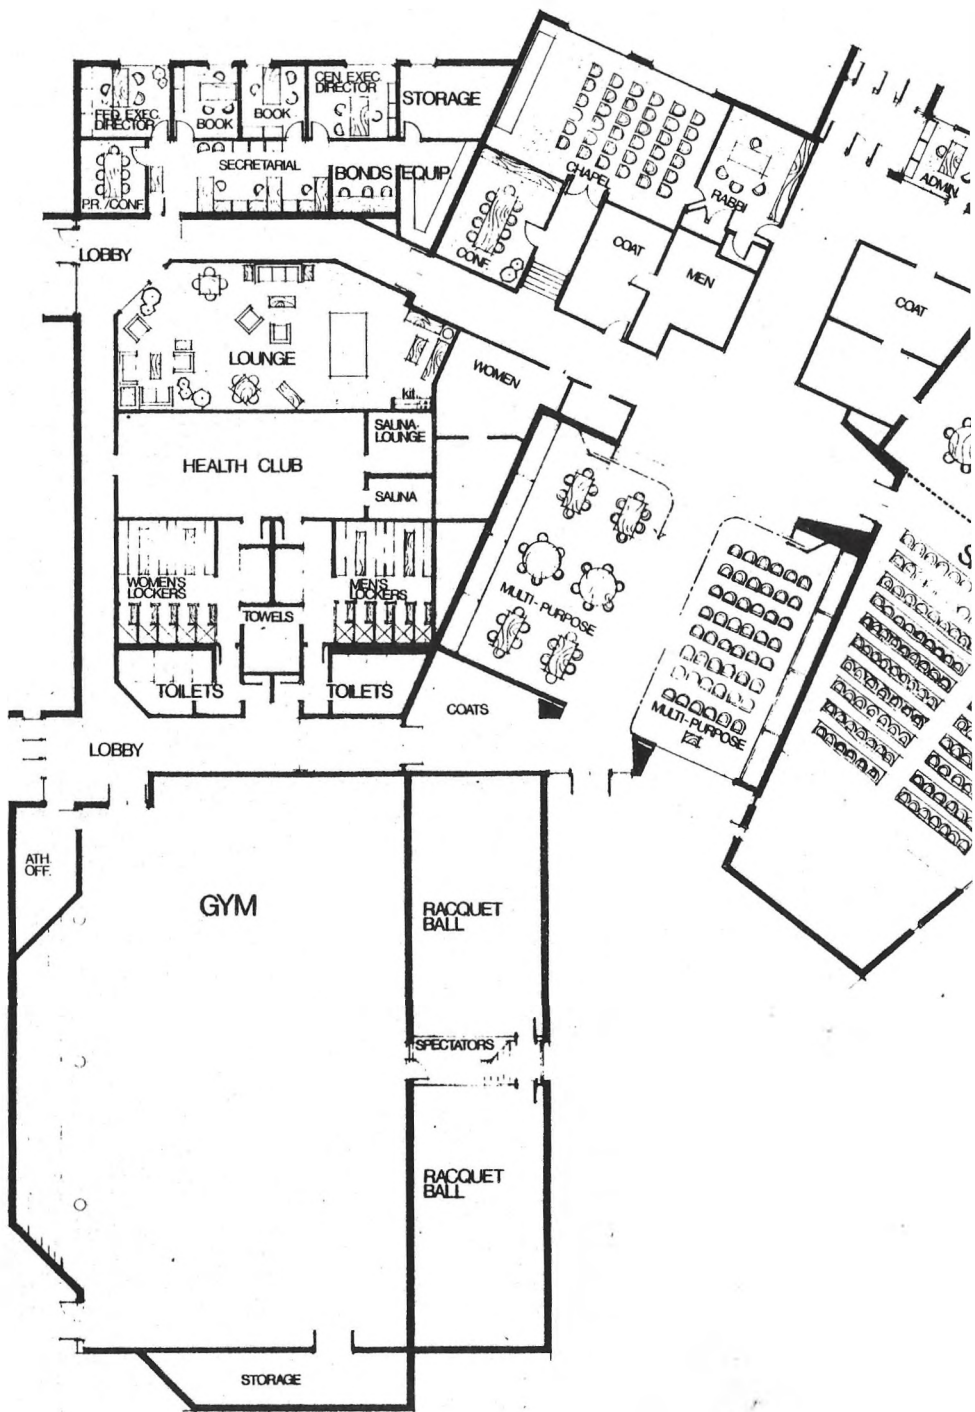 FED. EXEC.
DIRECTOR
BOOK
BOOK
CEN. EXEC.
DIRECTOR
STORAGE
SECRETARIAL
BONDS
EQUIP.
P.R. / CONF.
CHAPEL
RABBI
ADMIN.
LOBBY
CONF.
COAT
MEN
COAT
LOUNGE
kit.
WOMEN
SAUNA-
LOUNGE
HEALTH CLUB
SAUNA
WOMEN'S
LOCKERS
MEN'S
LOCKERS
TOWELS
MULTI-PURPOSE
TOILETS
TOILETS
COATS
MULTI-PURPOSE
LOBBY
ATH.
OFF.
GYM
RACQUET
BALL
SPECTATORS
RACQUET
BALL
STORAGE